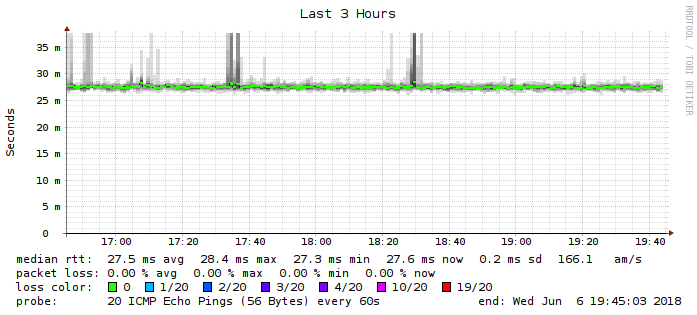 Last 3 Hours
RRDTOOL / TOBI OETIKER
Seconds
35 m
30 m
25 m
20 m
15 m
10 m
5 m
0
17:00 17:20 17:40 18:00 18:20 18:40 19:00 19:20 19:40
median rtt: 27.5 ms avg 28.4 ms max 27.3 ms min 27.6 ms now 0.2 ms sd 166.1 am/s
packet loss: 0.00 % avg 0.00 % max 0.00 % min 0.00 % now
loss color: 0 1/20 2/20 3/20 4/20 10/20 19/20
probe: 20 ICMP Echo Pings (56 Bytes) every 60s end: Wed Jun 6 19:45:03 2018